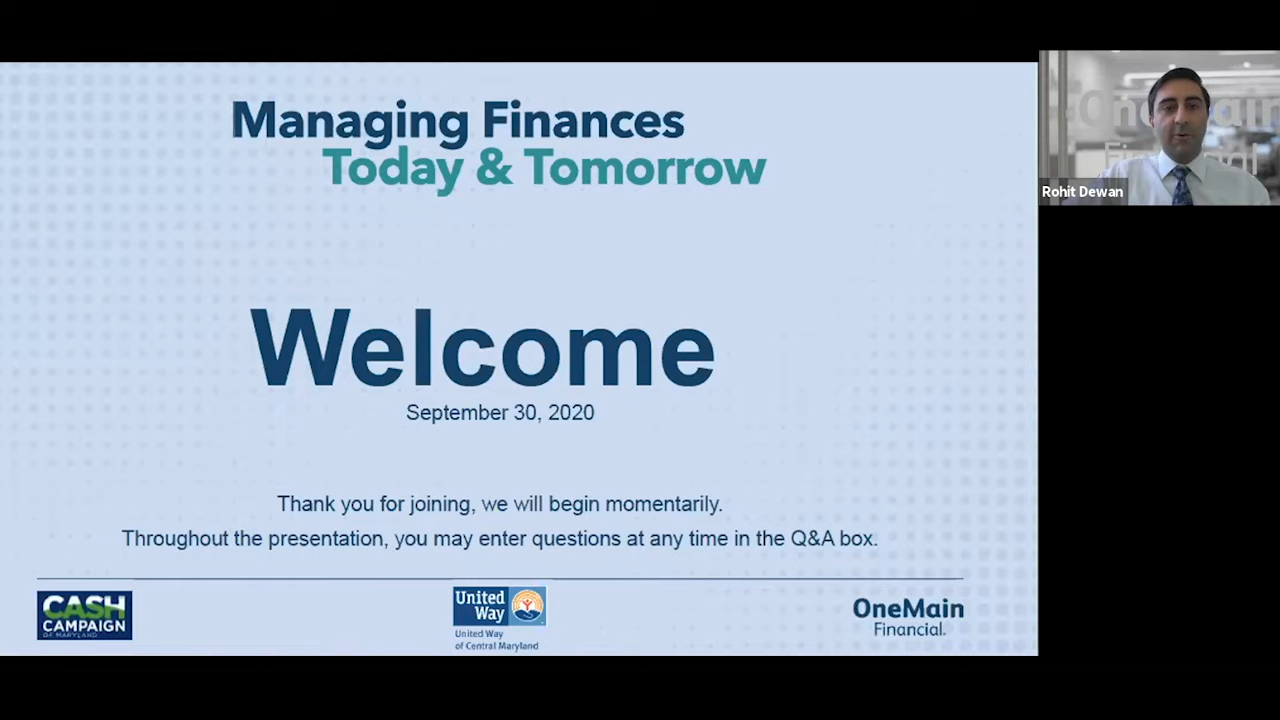 Managing Finances
Today & Tomorrow
Welcome
September 30, 2020
Thank you for joining, we will begin momentarily.
Throughout the presentation, you may enter questions at any time in the Q&A box.
CASH
CAMPAIGN
OF MARYLAND
United
Way
United Way
of Central Maryland
OneMain
Financial.
Rohit Dewan